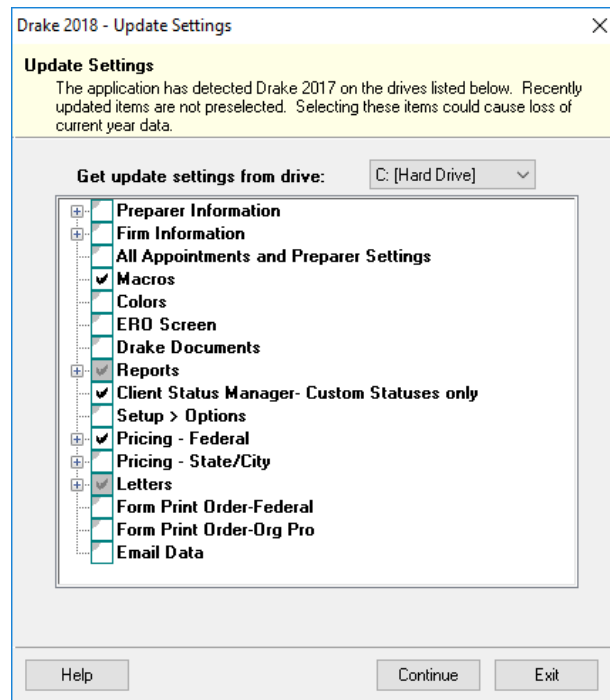 Drake 2018 - Update Settings
Update Settings
The application has detected Drake 2017 on the drives listed below. Recently
updated items are not preselected. Selecting these items could cause loss of
current year data.
Get update settings from drive: C: [Hard Drive]
Preparer Information
Firm Information
All Appointments and Preparer Settings
Macros
Colors
ERO Screen
Drake Documents
Reports
Client Status Manager- Custom Statuses only
Setup > Options
Pricing - Federal
Pricing - State/City
Letters
Form Print Order-Federal
Form Print Order-Org Pro
Email Data
Help Continue Exit